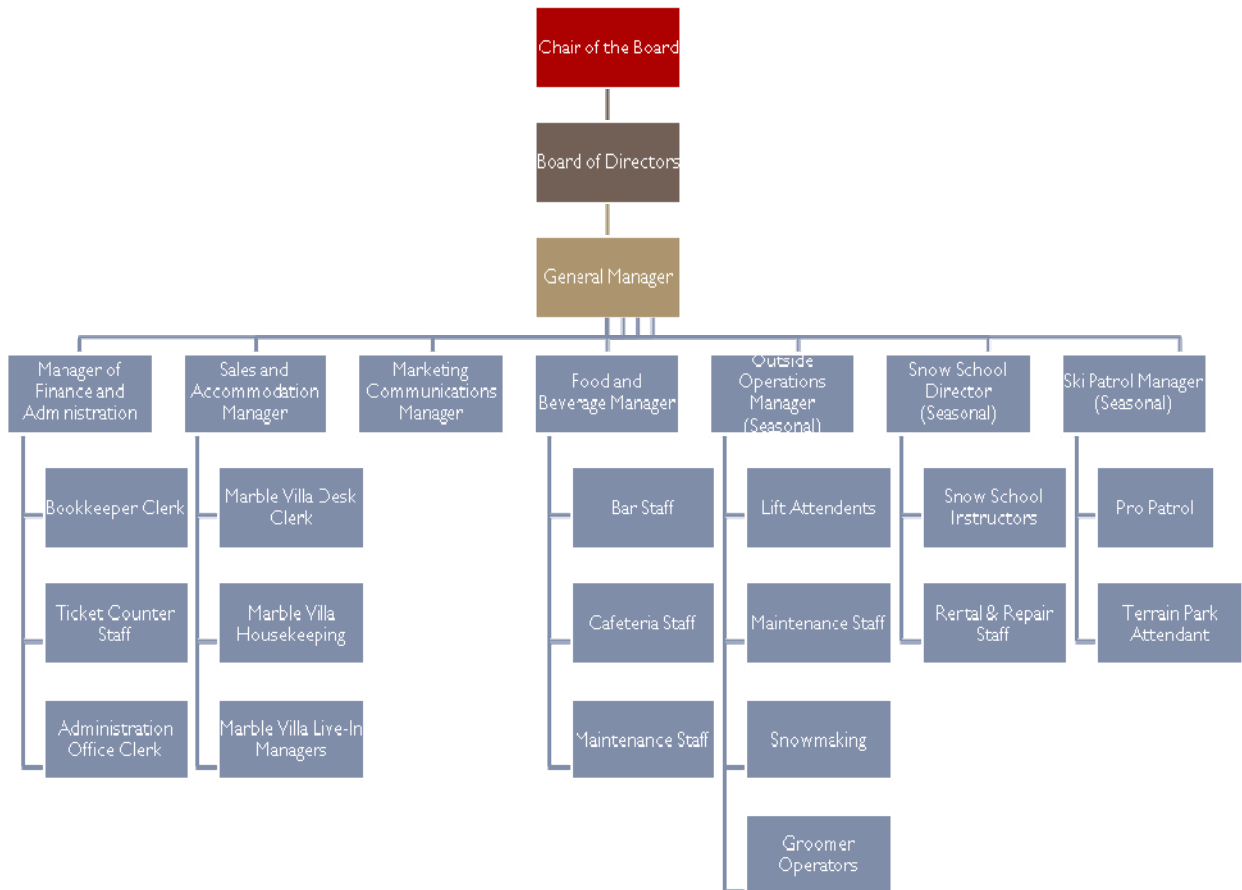 Chair of the Board
Board of Directors
General Manager
Manager of
Finance and
Administration
Sales and
Accommodation
Manager
Marketing
Communications
Manager
Food and
Beverage Manager
Outside
Operations
Manager
(Seasonal)
Snow School
Director
(Seasonal)
Ski Patrol Manager
(Seasonal)
Bookkeeper Clerk
Marble Villa Desk
Clerk
Bar Staff
Lift Attendents
Snow School
Instructors
Pro Patrol
Ticket Counter
Staff
Marble Villa
Housekeeping
Cafeteria Staff
Maintenance Staff
Rental & Repair
Staff
Terrain Park
Attendant
Administration
Office Clerk
Marble Villa Live-In
Managers
Maintenance Staff
Snowmaking
Groomer
Operators